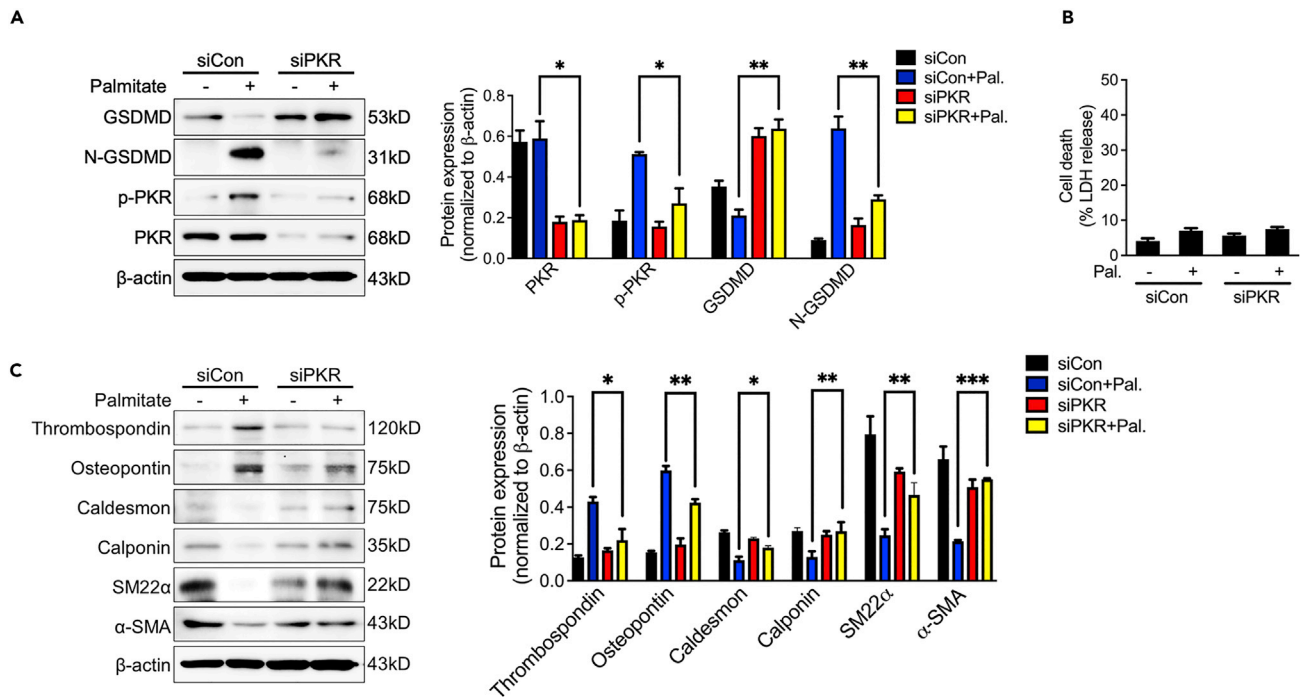 A
siCon siPKR
Palmitate - + - +
GSDMD 53kD
N-GSDMD 31kD
p-PKR 68kD
PKR 68kD
β-actin 43kD
Protein expression
(normalized to β-actin)
0.8
0.6
0.4
0.2
0.0
* * ** **
PKR p-PKR GSDMD N-GSDMD
siCon
siCon+Pal.
siPKR
siPKR+Pal.
B
Cell death
(% LDH release)
50
40
30
20
10
0
Pal. - + - +
siCon siPKR
C
siCon siPKR
Palmitate - + - +
Thrombospondin 120kD
Osteopontin 75kD
Caldesmon 75kD
Calponin 35kD
SM22α 22kD
α-SMA 43kD
β-actin 43kD
Protein expression
(normalized to β-actin)
1.0
0.8
0.6
0.4
0.2
0.0
* ** * ** ** ***
Thrombospondin Osteopontin Caldesmon Calponin SM22α α-SMA
siCon
siCon+Pal.
siPKR
siPKR+Pal.